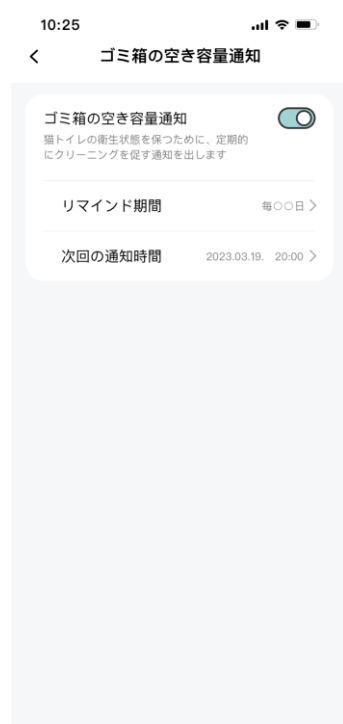 10:25
ゴミ箱の空き容量通知
ゴミ箱の空き容量通知
猫トイレの衛生状態を保つために、定期的
にクリーニングを促す通知を出します
リマインド期間
毎○○日
次回の通知時間
2023.03.19. 20:00